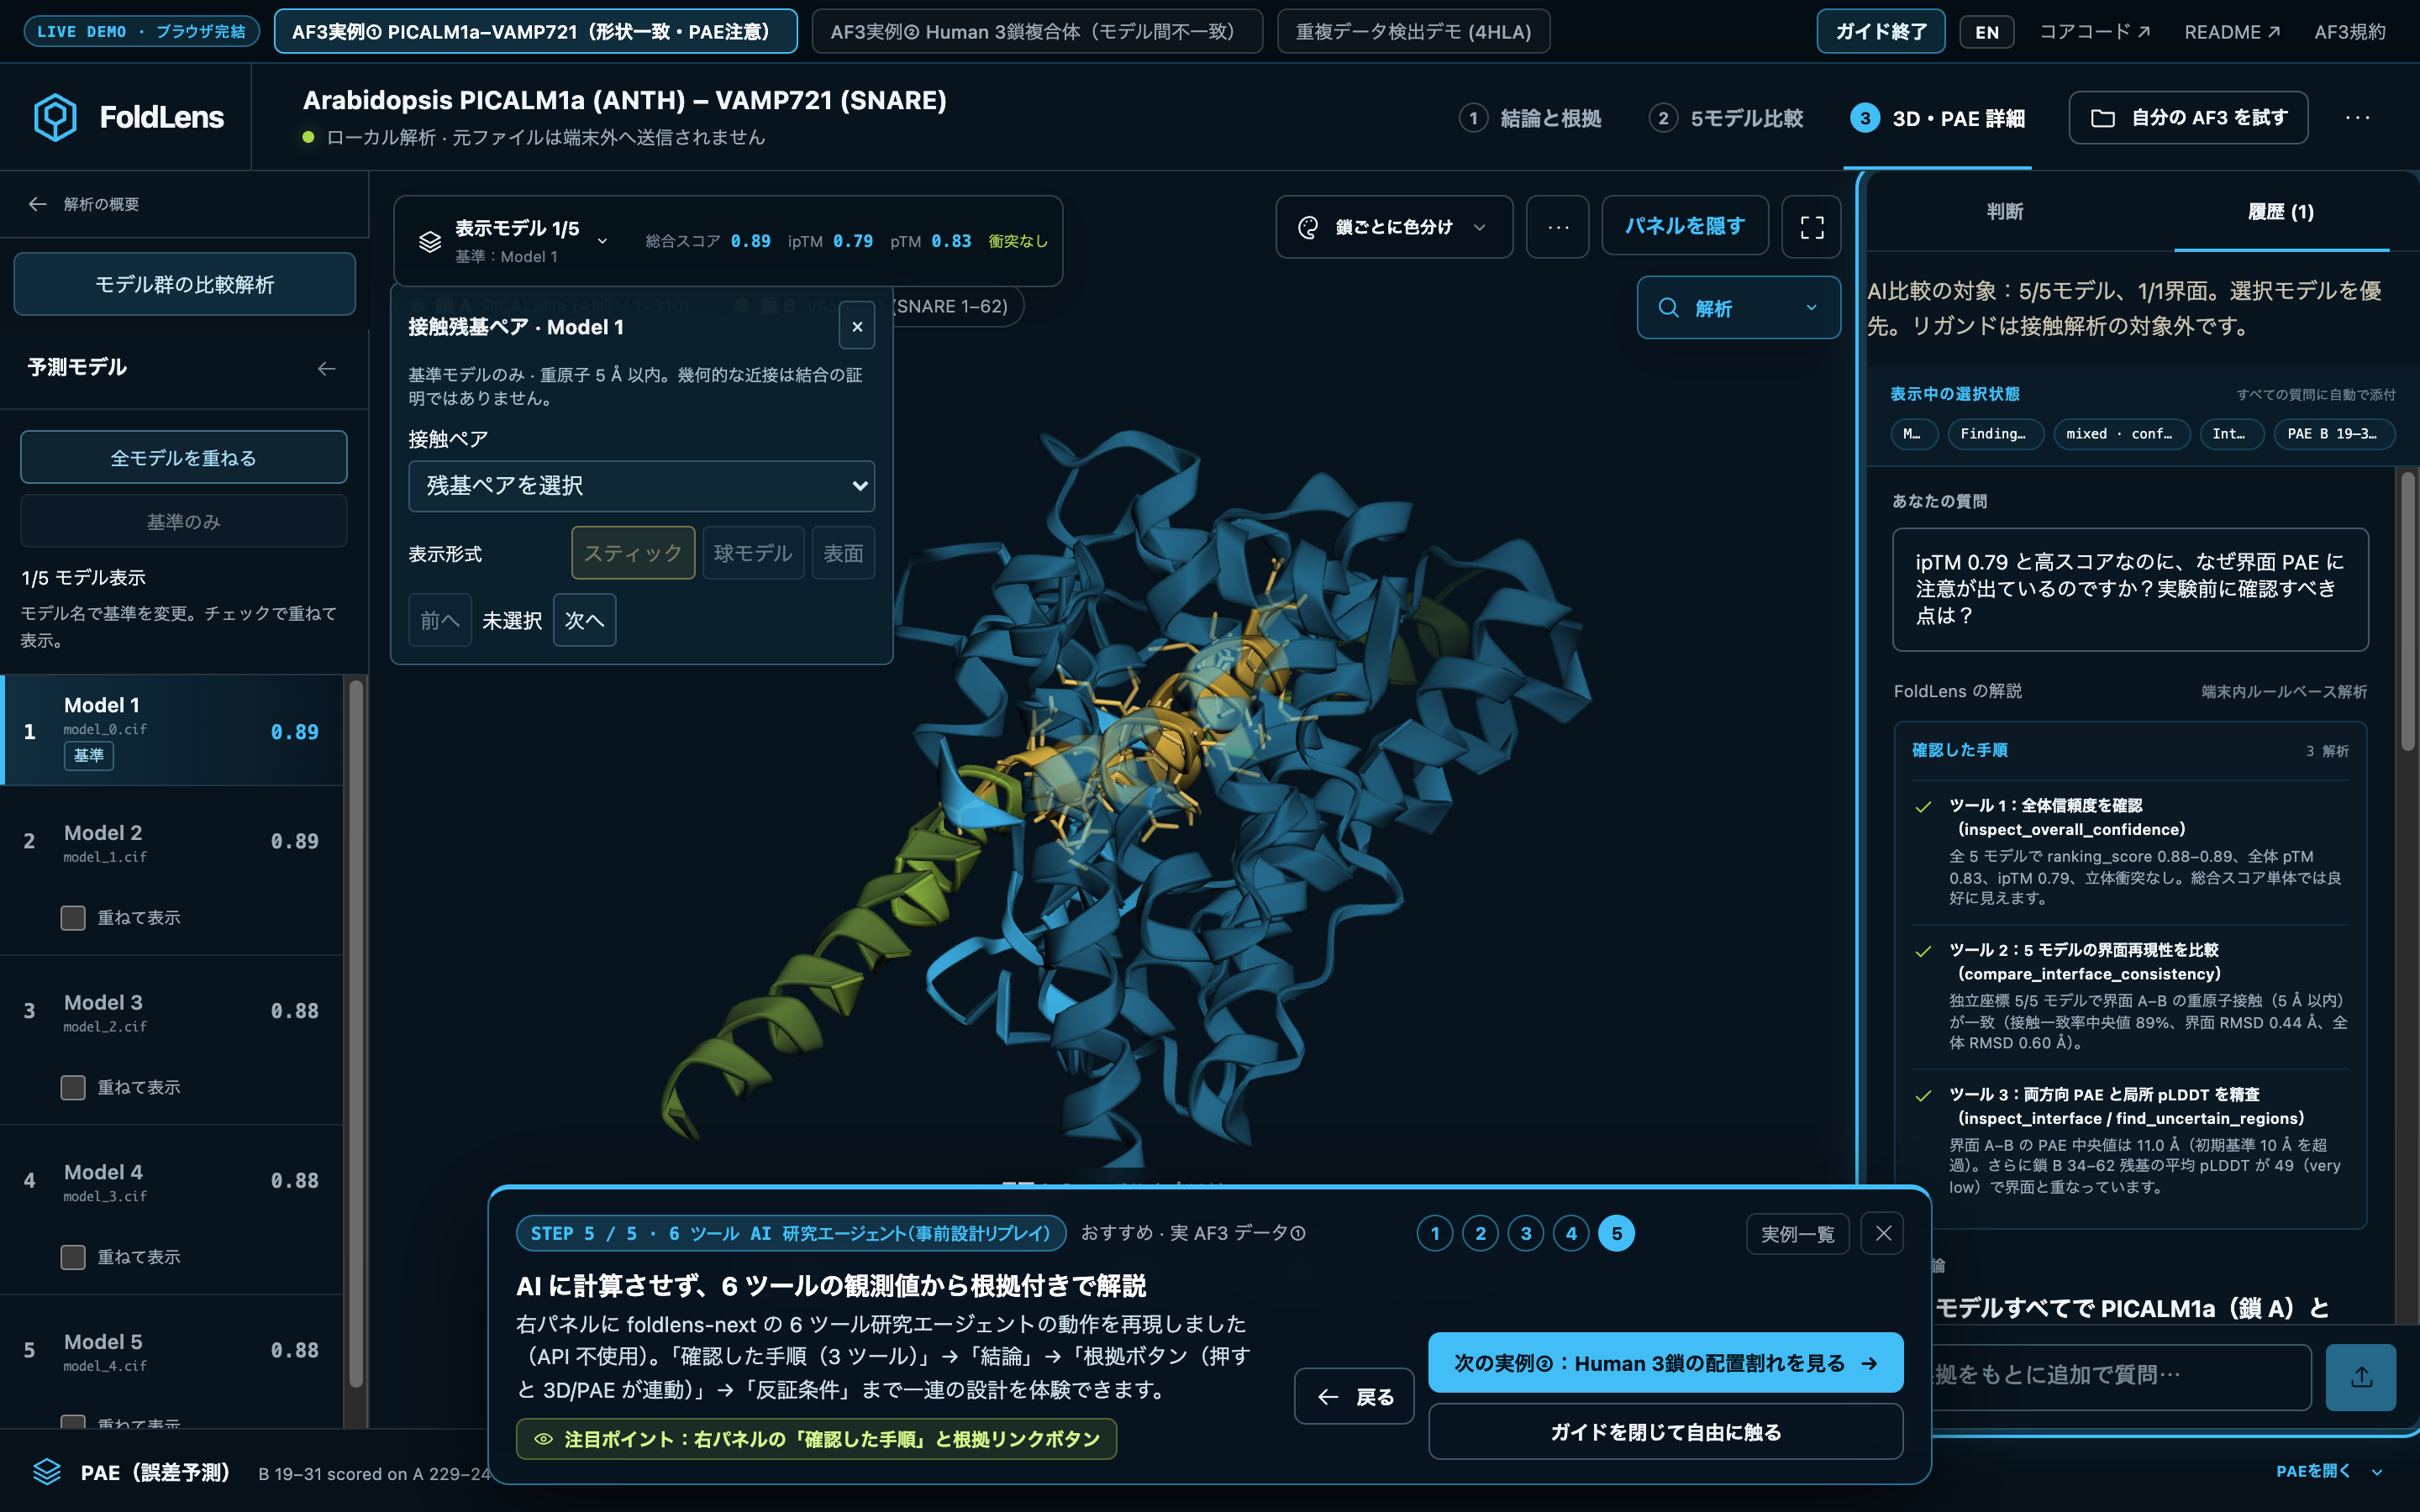 LIVE DEMO · ブラウザ完結
AF3実例① PICALM1a–VAMP721（形状一致・PAE注意）
AF3実例② Human 3鎖複合体（モデル間不一致）
重複データ検出デモ (4HLA)
ガイド終了
EN
コアコード ↗
README ↗
AF3規約
FoldLens
Arabidopsis PICALM1a (ANTH) – VAMP721 (SNARE)
ローカル解析 · 元ファイルは端末外へ送信されません
1 結論と根拠
2 5モデル比較
3 3D・PAE 詳細
自分の AF3 を試す
···
← 解析の概要
モデル群の比較解析
予測モデル ←
全モデルを重ねる
基準のみ
1/5 モデル表示
モデル名で基準を変更。チェックで重ねて
表示。
1 Model 1 0.89
model_0.cif
基準
2 Model 2 0.89
model_1.cif
重ねて表示
3 Model 3 0.88
model_2.cif
重ねて表示
4 Model 4 0.88
model_3.cif
重ねて表示
5 Model 5 0.88
model_4.cif
重ねて表示
表示モデル 1/5
基準：Model 1
総合スコア 0.89 ipTM 0.79 pTM 0.83 衝突なし
鎖ごとに色分け
···
パネルを隠す
解析
鎖 A PICALM1a (ANTH 1–310)
鎖 B VAM (SNARE 1–62)
接触残基ペア · Model 1 ×
基準モデルのみ · 重原子 5 Å 以内。幾何的な近接は結合の証
明ではありません。
接触ペア
残基ペアを選択
表示形式 スティック 球モデル 表面
前へ 未選択 次へ
判断
履歴 (1)
AI比較の対象：5/5モデル、1/1界面。選択モデルを優
先。リガンドは接触解析の対象外です。
表示中の選択状態 すべての質問に自動で添付
M… Finding… mixed · conf… Int… PAE B 19–3…
あなたの質問
ipTM 0.79 と高スコアなのに、なぜ界面 PAE に
注意が出ているのですか？実験前に確認すべき
点は？
FoldLens の解説 端末内ルールベース解析
確認した手順 3 解析
ツール 1：全体信頼度を確認
（inspect_overall_confidence）
全 5 モデルで ranking_score 0.88–0.89、全体 pTM
0.83、ipTM 0.79、立体衝突なし。総合スコア単体では良
好に見えます。
ツール 2：5 モデルの界面再現性を比較
（compare_interface_consistency）
独立座標 5/5 モデルで界面 A–B の重原子接触（5 Å 以内）
が一致（接触一致率中央値 89%、界面 RMSD 0.44 Å、全
体 RMSD 0.60 Å）。
ツール 3：両方向 PAE と局所 pLDDT を精査
（inspect_interface / find_uncertain_regions）
界面 A–B の PAE 中央値は 11.0 Å（初期基準 10 Å を超
過）。さらに鎖 B 34–62 残基の平均 pLDDT が 49（very
low）で界面と重なっています。
論
モデルすべてで PICALM1a（鎖 A）と
拠をもとに追加で質問…
STEP 5 / 5 · 6 ツール AI 研究エージェント（事前設計リプレイ）
おすすめ · 実 AF3 データ①
1 2 3 4 5
実例一覧
AI に計算させず、6 ツールの観測値から根拠付きで解説
右パネルに foldlens-next の 6 ツール研究エージェントの動作を再現しました
（API 不使用）。「確認した手順（3 ツール）」→「結論」→「根拠ボタン（押す
と 3D/PAE が連動）」→「反証条件」まで一連の設計を体験できます。
注目ポイント：右パネルの「確認した手順」と根拠リンクボタン
← 戻る
次の実例②：Human 3鎖の配置割れを見る →
ガイドを閉じて自由に触る
PAE（誤差予測） B 19–31 scored on A 229–24
PAEを開く